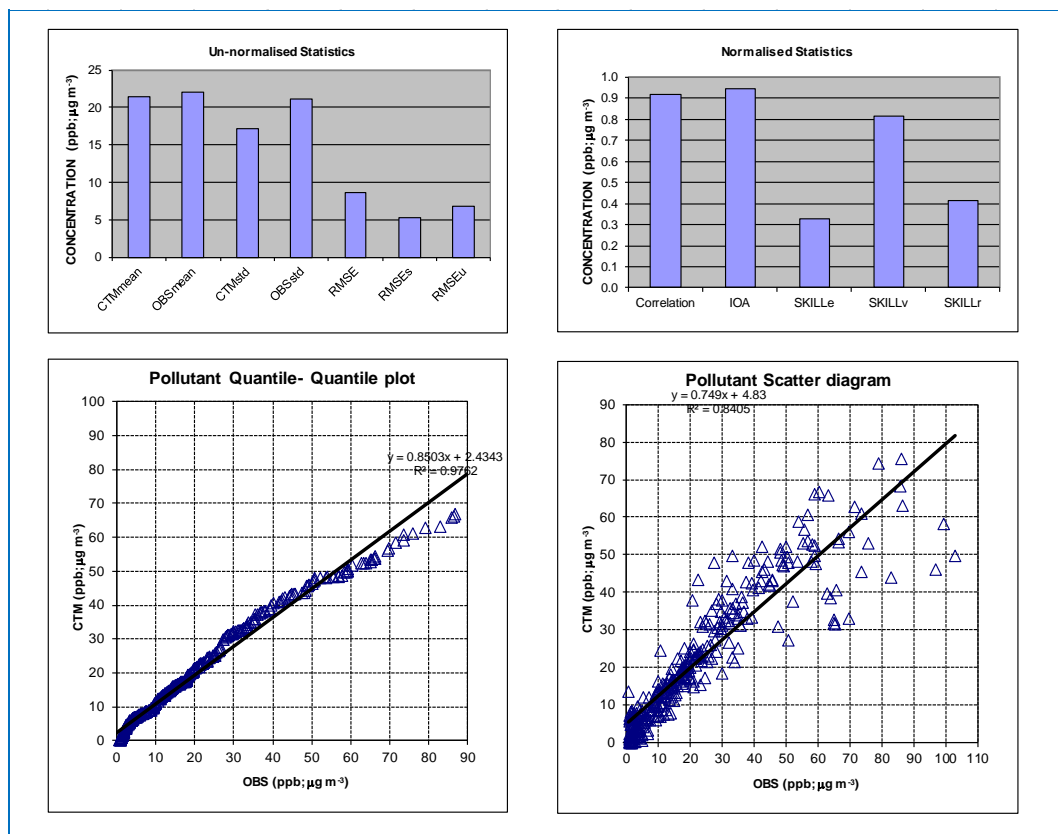 Un-normalised Statistics
CONCENTRATION (ppb; µg m-3)
25
20
15
10
5
0
CTMmean
OBSmean
CTMstd
OBSstd
RMSE
RMSEs
RMSEu
Normalised Statistics
CONCENTRATION (ppb; µg m-3)
1.0
0.9
0.8
0.7
0.6
0.5
0.4
0.3
0.2
0.1
0.0
Correlation IOA SKILLe SKILLv SKILLr
Pollutant Quantile- Quantile plot
y = 0.8503x + 2.4343
R² = 0.9762
CTM (ppb; µg m-3)
100
90
80
70
60
50
40
30
20
10
0
0 10 20 30 40 50 60 70 80 90
OBS (ppb; µg m-3)
Pollutant Scatter diagram
y = 0.749x + 4.83
R² = 0.8405
CTM (ppb; µg m-3)
90
80
70
60
50
40
30
20
10
0
0 10 20 30 40 50 60 70 80 90 100 110
OBS (ppb; µg m-3)